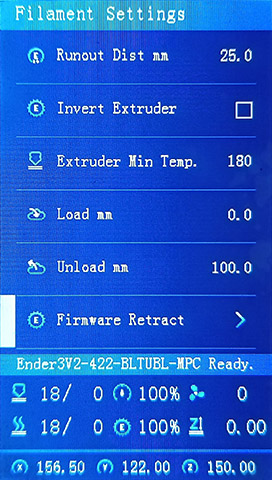 Filament Settings
Runout Dist mm 25.0
Invert Extruder
Extruder Min Temp. 180
Load mm 0.0
Unload mm 100.0
Firmware Retract
Ender3V2-422-BLTUBL-MPC Ready.
18/ 0 100% 0
18/ 0 E 100% Z 0.00
X 156.50 Y 122.00 Z 150.00